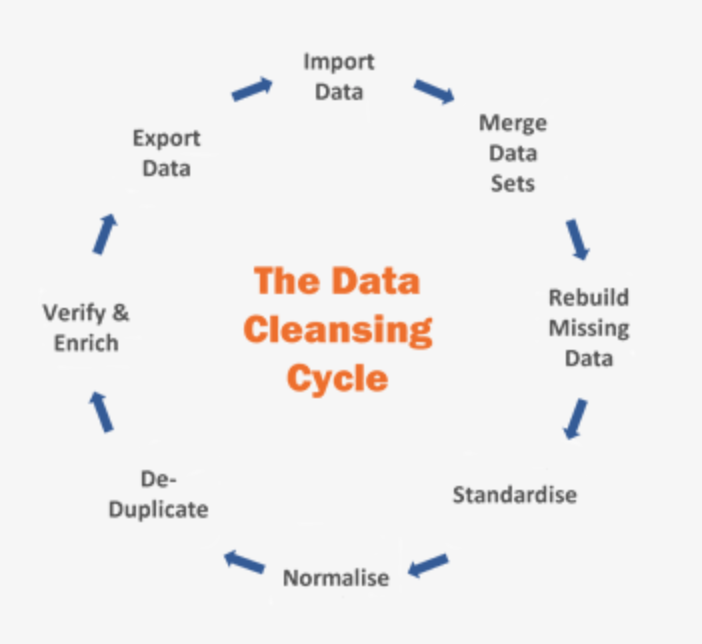 Import
Data
Merge
Data
Sets
Rebuild
Missing
Data
Standardise
Normalise
De-
Duplicate
Verify &
Enrich
Export
Data
The Data
Cleansing
Cycle